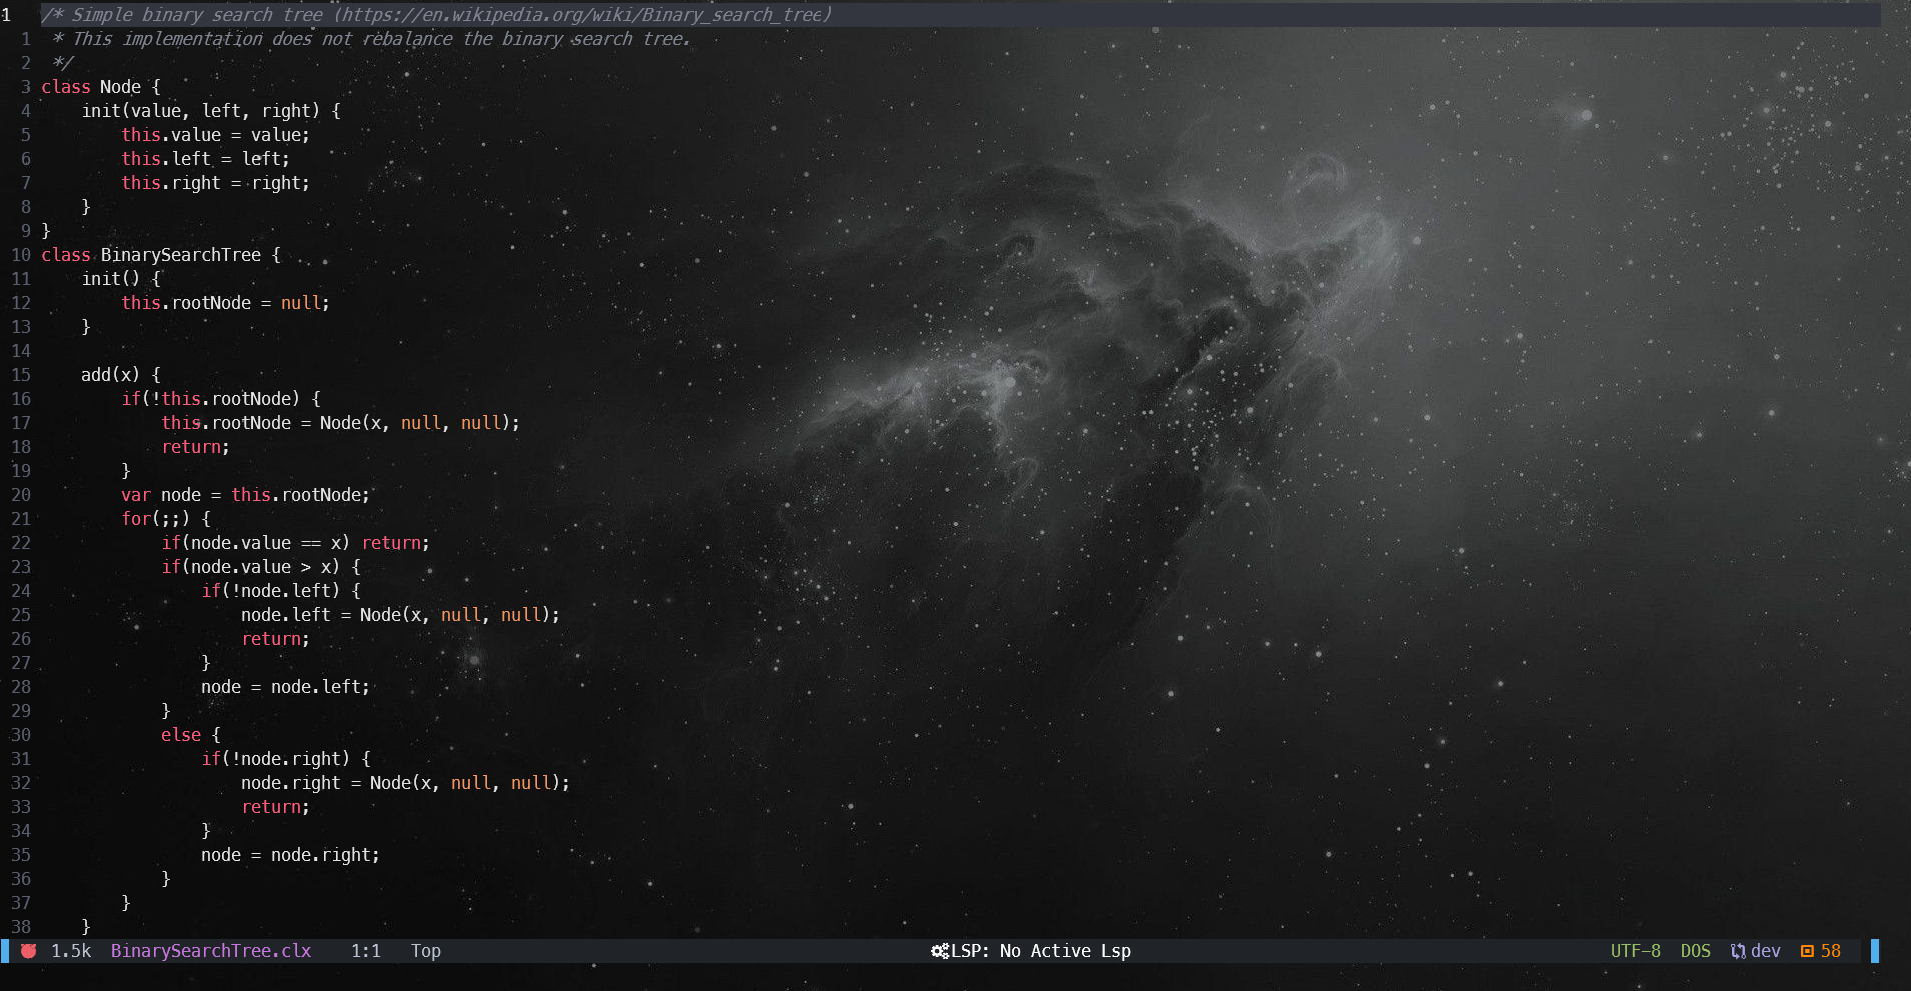 1 /* Simple binary search tree (https://en.wikipedia.org/wiki/Binary_search_tree)
1  * This implementation does not rebalance the binary search tree.
2  */
3 class Node {
4     init(value, left, right) {
5         this.value = value;
6         this.left = left;
7         this.right = right;
8     }
9 }
10 class BinarySearchTree {
11     init() {
12         this.rootNode = null;
13     }
14
15     add(x) {
16         if(!this.rootNode) {
17             this.rootNode = Node(x, null, null);
18             return;
19         }
20         var node = this.rootNode;
21         for(;;) {
22             if(node.value == x) return;
23             if(node.value > x) {
24                 if(!node.left) {
25                     node.left = Node(x, null, null);
26                     return;
27                 }
28                 node = node.left;
29             }
30             else {
31                 if(!node.right) {
32                     node.right = Node(x, null, null);
33                     return;
34                 }
35                 node = node.right;
36             }
37         }
38     }
1.5k BinarySearchTree.clx 1:1 Top LSP: No Active Lsp UTF-8 DOS dev 58